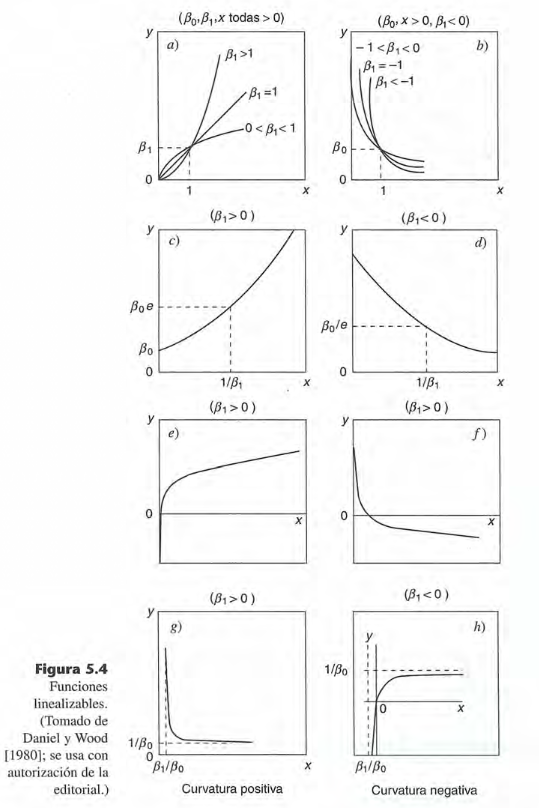 (β₀,β₁,x todas > 0)
y
a)
β₁>1
β₁=1
0 < β₁ < 1
β₁
0
1
x
(β₀, x > 0, β₁<0)
y
b)
−1 <β₁< 0
β₁ = −1
β₁ < −1
β₀
0
1
x
(β₁> 0 )
y
c)
β₀ e
β₀
0
1/β₁
x
(β₁< 0 )
y
d)
β₀/e
0
1/β₁
x
(β₁> 0 )
y
e)
0
x
(β₁> 0 )
y
f)
0
x
(β₁> 0 )
y
g)
1/β₀
0
β₁/β₀
x
Curvatura positiva
(β₁< 0 )
h)
y
1/β₀
0
x
β₁/β₀
Curvatura negativa
Figura 5.4
Funciones
linealizables.
(Tomado de
Daniel y Wood
[1980]; se usa con
autorización de la
editorial.)